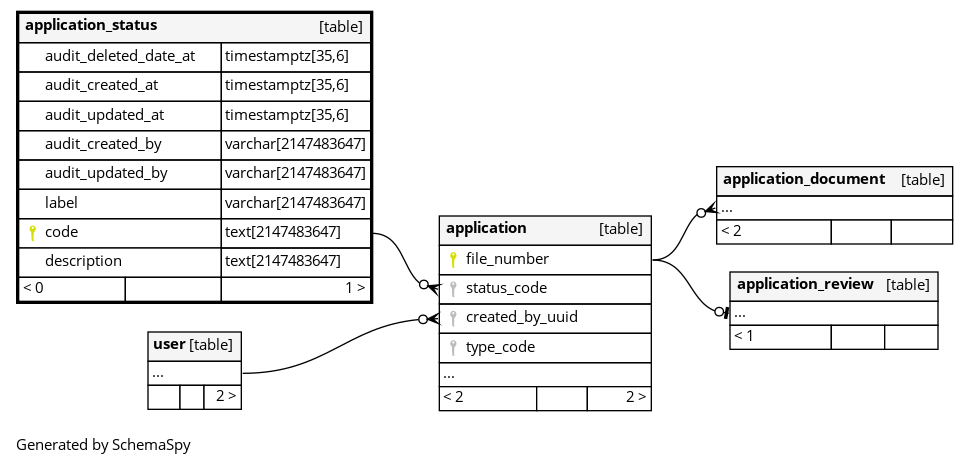 application_status [table]
audit_deleted_date_at timestamptz[35,6]
audit_created_at timestamptz[35,6]
audit_updated_at timestamptz[35,6]
audit_created_by varchar[2147483647]
audit_updated_by varchar[2147483647]
label varchar[2147483647]
code text[2147483647]
description text[2147483647]
< 0 1 >
user [table]
...
2 >
application [table]
file_number
status_code
created_by_uuid
type_code
...
< 2 2 >
application_document [table]
...
< 2
application_review [table]
...
< 1
Generated by SchemaSpy